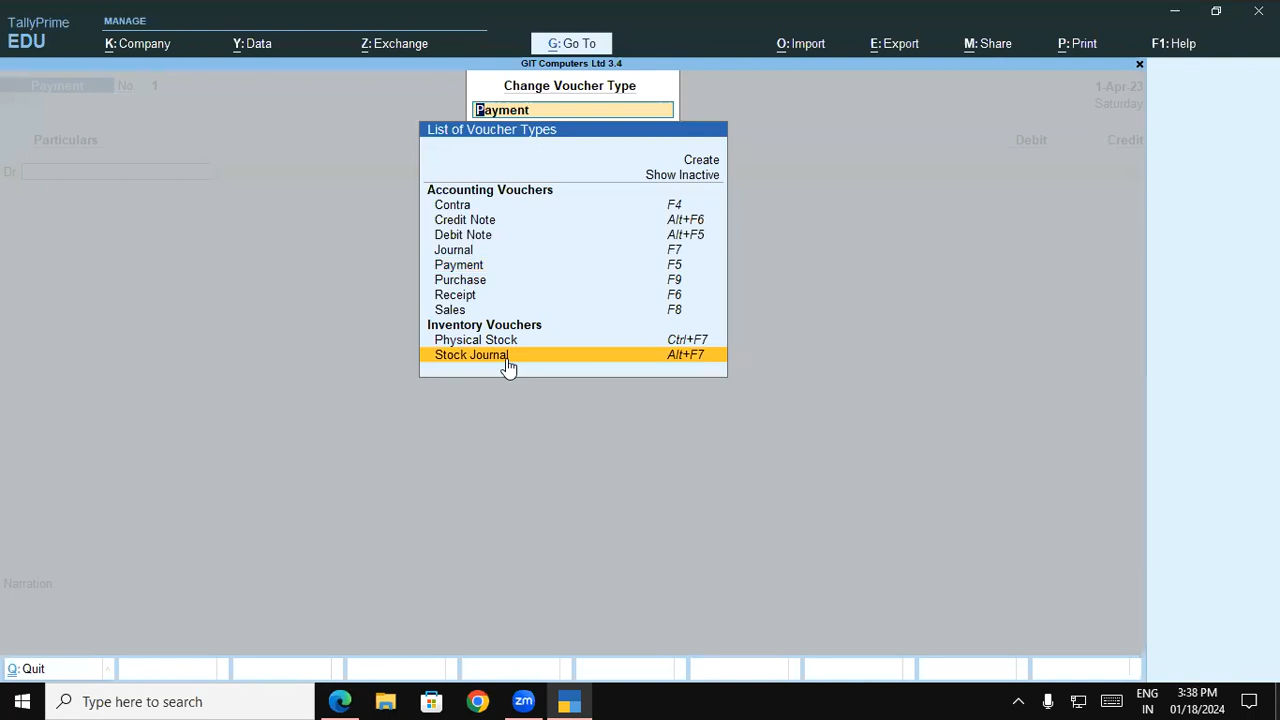 TallyPrime
EDU
MANAGE
K: Company
Y: Data
Z: Exchange
G: Go To
O: Import
E: Export
M: Share
P: Print
F1: Help
GIT Computers Ltd 3.4
Payment No. 1
1-Apr-23
Saturday
Particulars
Debit
Credit
Dr
Change Voucher Type
Payment
List of Voucher Types
Create
Show Inactive
Accounting Vouchers
Contra F4
Credit Note Alt+F6
Debit Note Alt+F5
Journal F7
Payment F5
Purchase F9
Receipt F6
Sales F8
Inventory Vouchers
Physical Stock Ctrl+F7
Stock Journal Alt+F7
Narration
Q: Quit
Type here to search
zm
ENG
IN
3:38 PM
01/18/2024